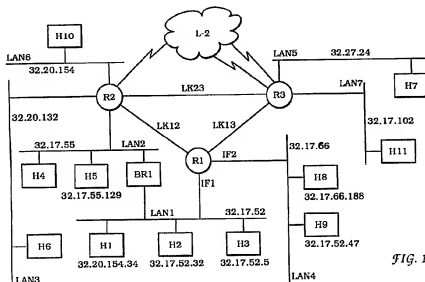 H10
L-2
LAN6
32.20.154
LAN5
32.27.24
H7
R2
LK23
R3
LAN7
32.20.132
LK12
LK13
32.17.102
32.17.55
LAN2
R1
IF2
32.17.66
H11
H4
H5
BR1
IF1
H8
32.17.55.129
32.17.66.188
LAN1
32.17.52
H9
H6
H1
H2
H3
32.17.52.47
32.20.154.34
32.17.52.32
32.17.52.5
FIG. 1
LAN3
LAN4